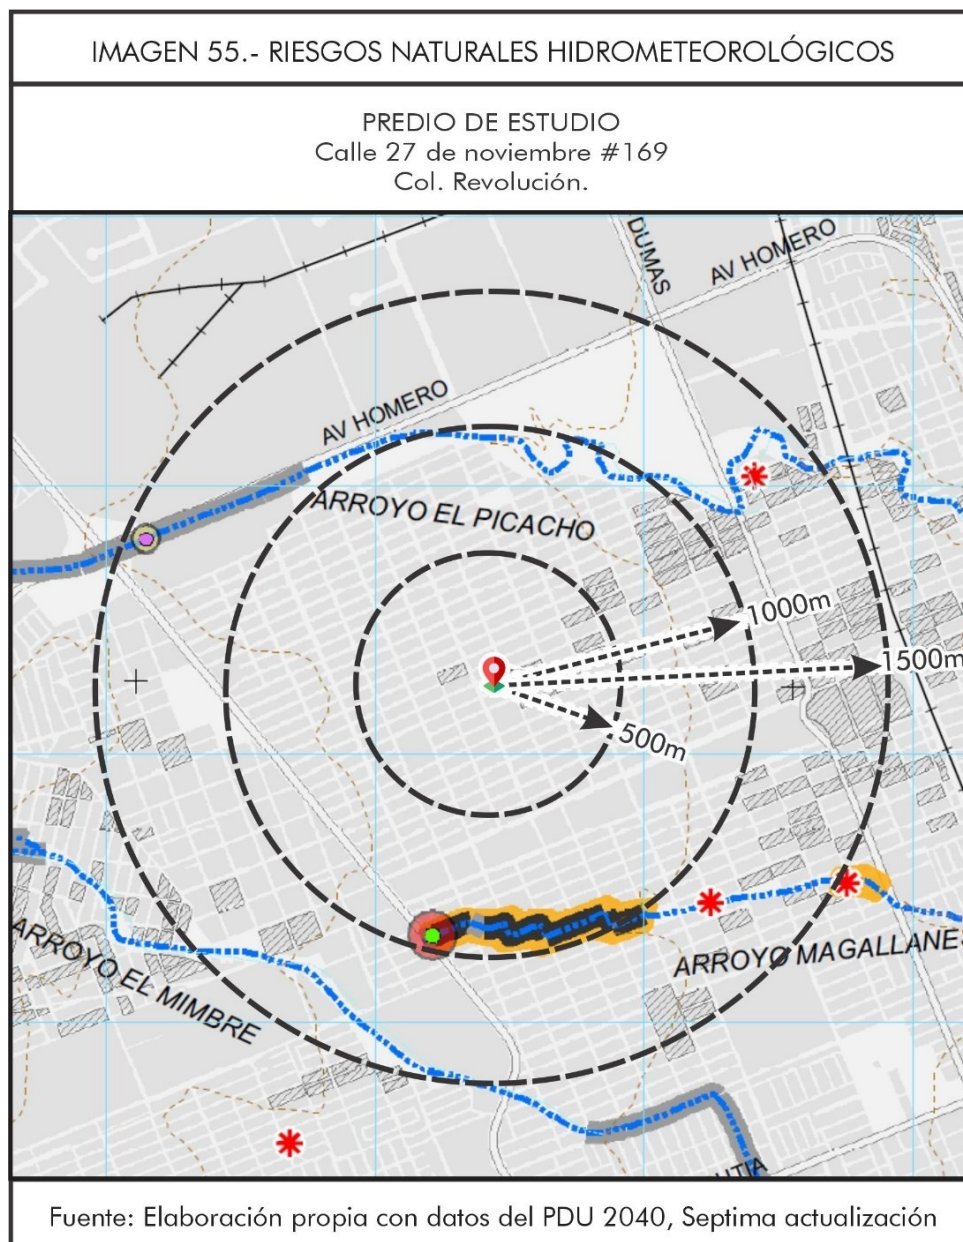 IMAGEN 55.- RIESGOS NATURALES HIDROMETEOROLÓGICOS
PREDIO DE ESTUDIO
Calle 27 de noviembre #169
Col. Revolución.
DUMAS
AV HOMERO
AV HOMERO
ARROYO EL PICACHO
1000m
1500m
500m
ARROYO MAGALLANES
ARROYO EL MIMBRE
UTIA
Fuente: Elaboración propia con datos del PDU 2040, Septima actualización